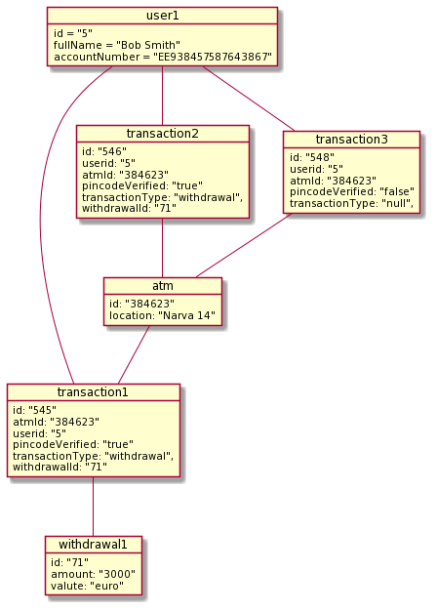 user1
id = "5"
fullName = "Bob Smith"
accountNumber = "EE938457587643867"
transaction2
id: "546"
userid: "5"
atmId: "384623"
pincodeVerified: "true"
transactionType: "withdrawal",
withdrawalId: "71"
transaction3
id: "548"
userid: "5"
atmId: "384623"
pincodeVerified: "false"
transactionType: "null",
atm
id: "384623"
location: "Narva 14"
transaction1
id: "545"
atmId: "384623"
userid: "5"
pincodeVerified: "true"
transactionType: "withdrawal",
withdrawalId: "71"
withdrawal1
id: "71"
amount: "3000"
valute: "euro"